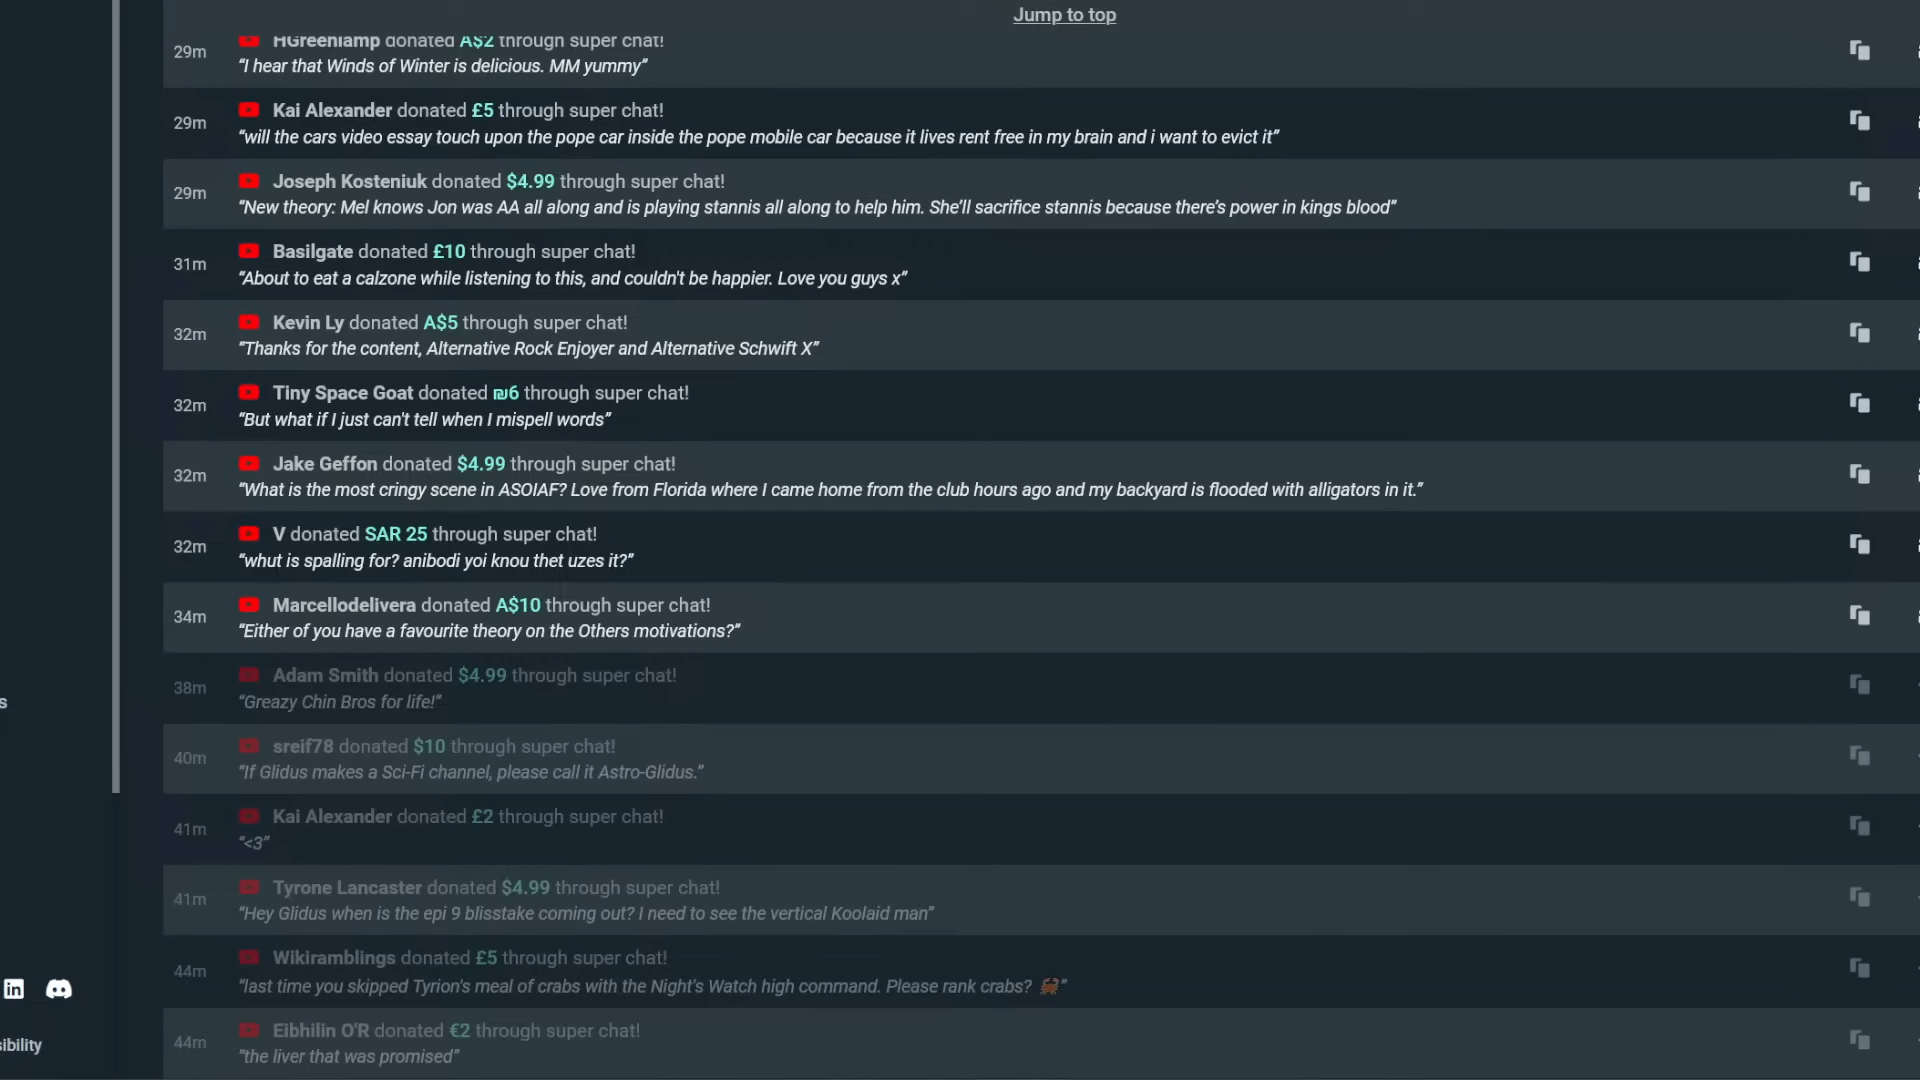 Jump to top
29m
HGreenlamp donated A$2 through super chat!
“I hear that Winds of Winter is delicious. MM yummy”
29m
Kai Alexander donated £5 through super chat!
“will the cars video essay touch upon the pope car inside the pope mobile car because it lives rent free in my brain and i want to evict it”
29m
Joseph Kosteniuk donated $4.99 through super chat!
“New theory: Mel knows Jon was AA all along and is playing stannis all along to help him. She’ll sacrifice stannis because there’s power in kings blood”
31m
Basilgate donated £10 through super chat!
“About to eat a calzone while listening to this, and couldn't be happier. Love you guys x”
32m
Kevin Ly donated A$5 through super chat!
“Thanks for the content, Alternative Rock Enjoyer and Alternative Schwift X”
32m
Tiny Space Goat donated ₪6 through super chat!
“But what if I just can't tell when I mispell words”
32m
Jake Geffon donated $4.99 through super chat!
“What is the most cringy scene in ASOIAF? Love from Florida where I came home from the club hours ago and my backyard is flooded with alligators in it.”
32m
V donated SAR 25 through super chat!
“whut is spalling for? anibodi yoi knou thet uzes it?”
34m
Marcellodelivera donated A$10 through super chat!
“Either of you have a favourite theory on the Others motivations?”
38m
Adam Smith donated $4.99 through super chat!
“Greazy Chin Bros for life!”
40m
sreif78 donated $10 through super chat!
“If Glidus makes a Sci-Fi channel, please call it Astro-Glidus.”
41m
Kai Alexander donated £2 through super chat!
“<3”
41m
Tyrone Lancaster donated $4.99 through super chat!
“Hey Glidus when is the epi 9 blisstake coming out? I need to see the vertical Koolaid man”
44m
Wikiramblings donated £5 through super chat!
“last time you skipped Tyrion's meal of crabs with the Night's Watch high command. Please rank crabs? 🦀”
44m
Eibhilin O'R donated €2 through super chat!
“the liver that was promised”
s
in
sibility